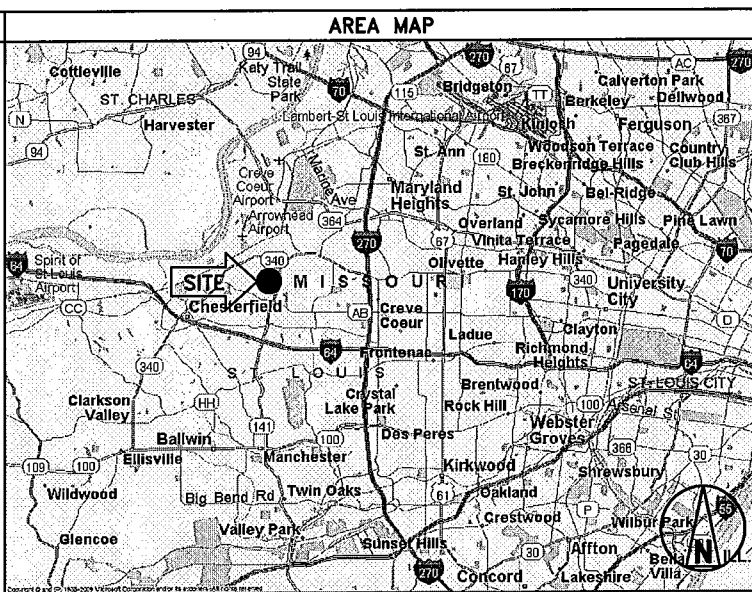 AREA MAP
270
94
Cottleville
Katy Trail
State
Park
67
AC
270
70
Bridgeton
Calverton Park
ST. CHARLES
115
TT
Berkeley
Dellwood
N
Harvester
Lambert-St Louis International Airport
Kinloch
Ferguson
367
94
St. Ann
180
Woodson Terrace
Country
Club Hills
Breckenridge Hills
Creve
Coeur
Airport
Marine Ave
Maryland
Heights
St. John
Bel-Ridge
Arrowhead
Airport
364
Overland
Sycamore Hills
Pine Lawn
270
67
Vinita Terrace
Pagedale
70
64
Spirit of
St Louis
Airport
340
Olivette
Hanley Hills
SITE
MISSOURI
340
University
City
170
CC
Chesterfield
AB
Creve
Coeur
Clayton
D
64
Ladue
Richmond
Heights
Frontenac
64
340
ST LOUIS
Brentwood
ST. LOUIS CITY
Clarkson
Valley
HH
Crystal
Lake Park
Rock Hill
100
Arsenal St
141
100
Des Peres
Webster
Groves
Ballwin
366
30
Ellisville
Manchester
109
100
Kirkwood
Shrewsbury
Wildwood
Big Bend Rd
Twin Oaks
61
Oakland
P
55
Crestwood
Wilbur Park
Glencoe
Valley Park
Sunset Hills
30
Affton
N
ILL.
Bella
Villa
270
Concord
Lakeshire